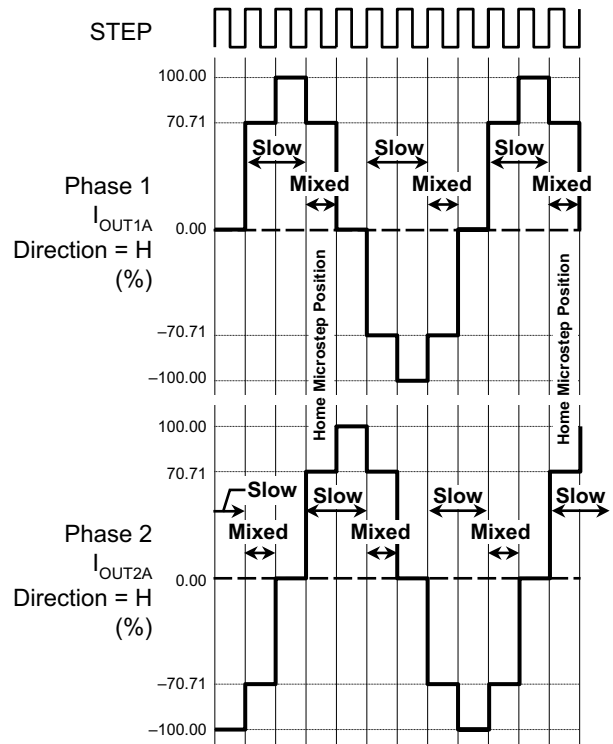 STEP
100.00
70.71
Slow
Slow
Slow
Mixed
Mixed
Mixed
Phase 1
I_OUT1A
Direction = H
(%)
0.00
Home Microstep Position
Home Microstep Position
–70.71
–100.00
100.00
70.71
Slow
Slow
Slow
Slow
Mixed
Mixed
Mixed
Phase 2
I_OUT2A
Direction = H
(%)
0.00
–70.71
–100.00